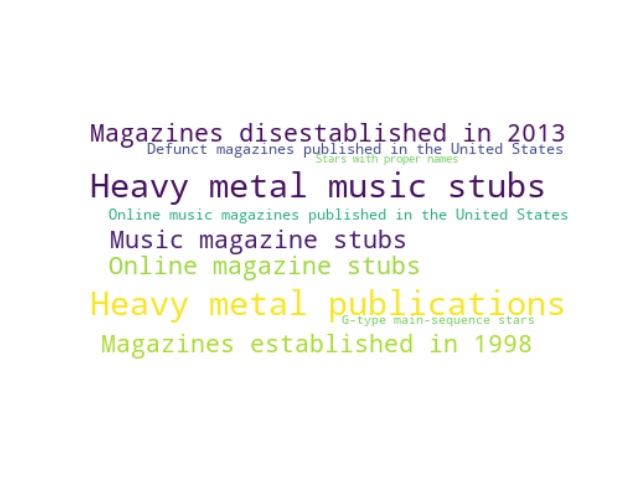 Magazines disestablished in 2013
Defunct magazines published in the United States
Stars with proper names
Heavy metal music stubs
Online music magazines published in the United States
Music magazine stubs
Online magazine stubs
Heavy metal publications
G-type main-sequence stars
Magazines established in 1998